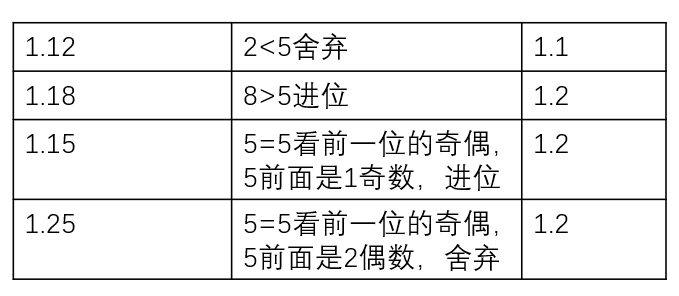 1.12 2<5舍弃 1.1
1.18 8>5进位 1.2
1.15 5=5看前一位的奇偶, 1.2
5前面是1奇数，进位
1.25 5=5看前一位的奇偶, 1.2
5前面是2偶数，舍弃